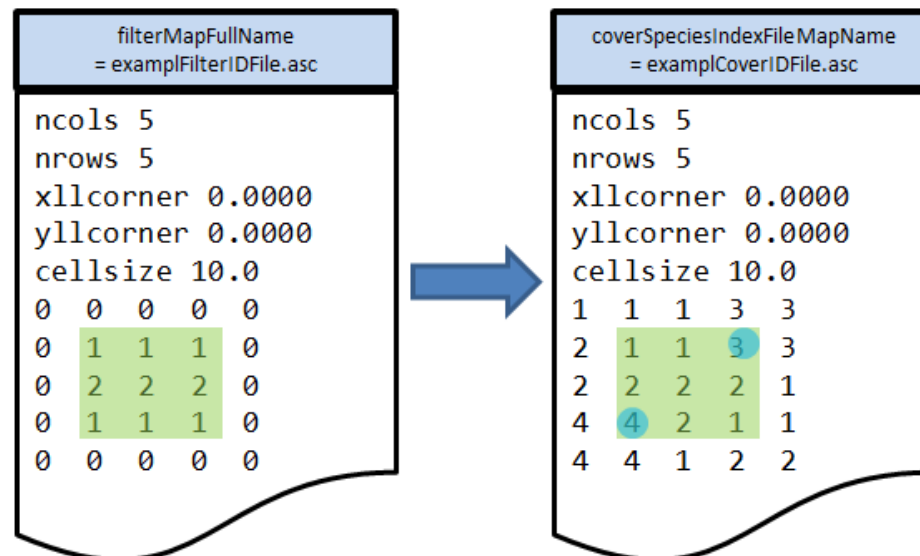 filterMapFullName
= examplFilterIDFile.asc
ncols 5
nrows 5
xllcorner 0.0000
yllcorner 0.0000
cellsize 10.0
0 0 0 0 0
0 1 1 1 0
0 2 2 2 0
0 1 1 1 0
0 0 0 0 0
coverSpeciesIndexFileMapName
= examplCoverIDFile.asc
ncols 5
nrows 5
xllcorner 0.0000
yllcorner 0.0000
cellsize 10.0
1 1 1 3 3
2 1 1 3 3
2 2 2 2 1
4 4 2 1 1
4 4 1 2 2